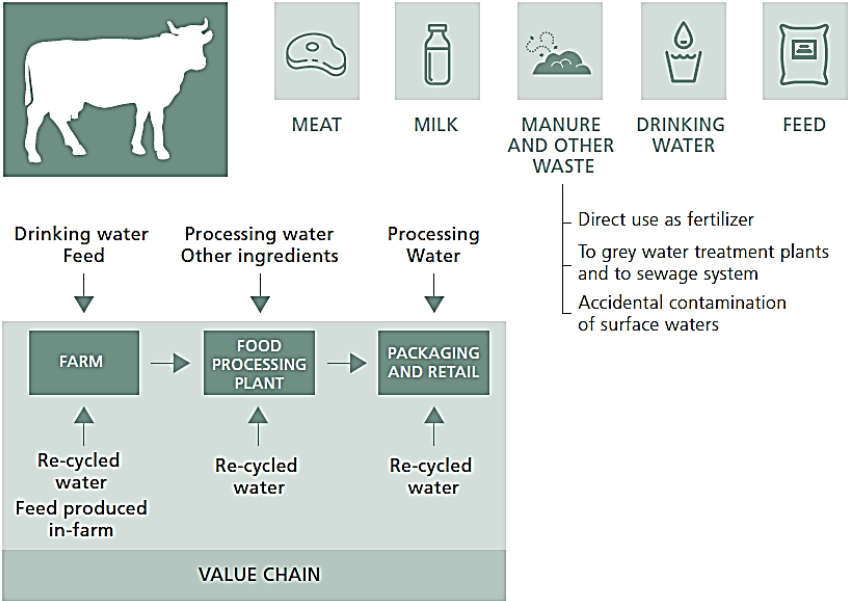 MEAT
MILK
MANURE
AND OTHER
WASTE
DRINKING
WATER
FEED
Direct use as fertilizer
To grey water treatment plants
and to sewage system
Accidental contamination
of surface waters
Drinking water
Feed
Processing water
Other ingredients
Processing
Water
FARM
FOOD
PROCESSING
PLANT
PACKAGING
AND RETAIL
Re-cycled
water
Feed produced
in-farm
Re-cycled
water
Re-cycled
water
VALUE CHAIN